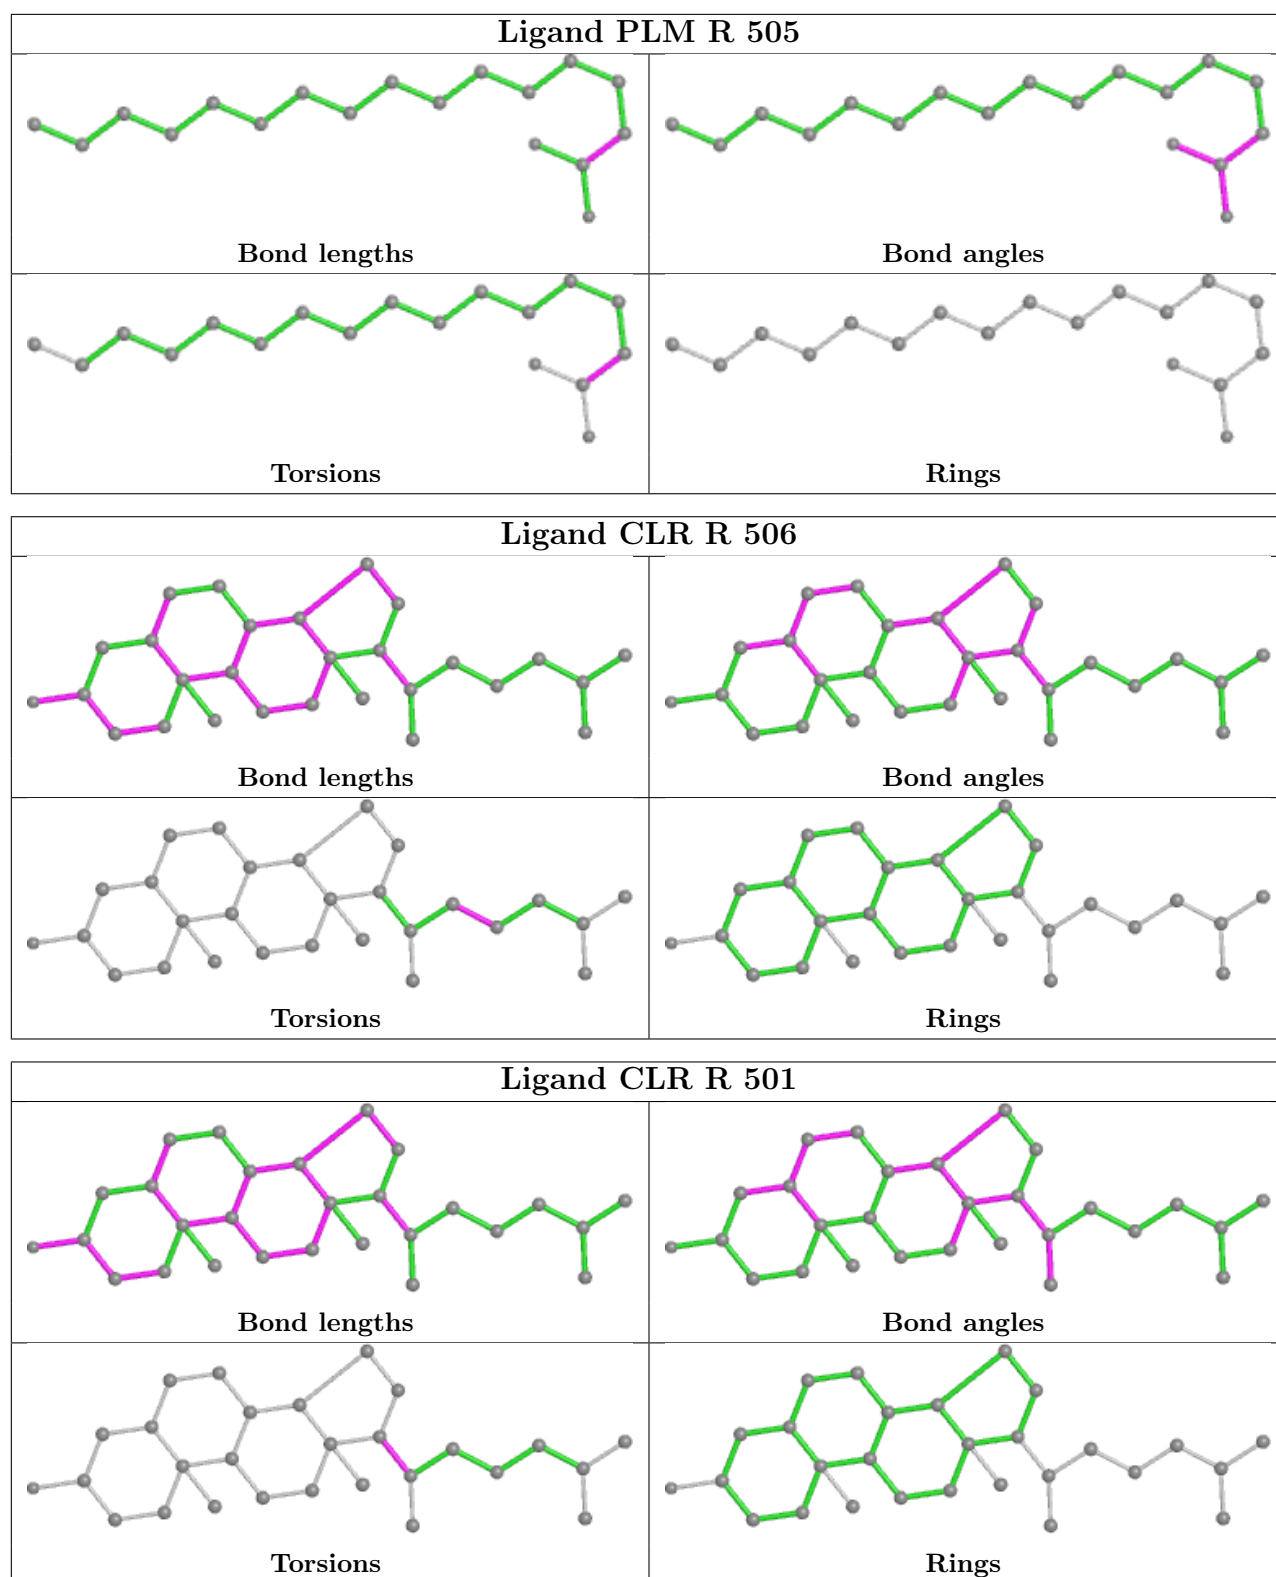 Ligand PLM R 505
Bond lengths
Bond angles
Torsions
Rings
Ligand CLR R 506
Bond lengths
Bond angles
Torsions
Rings
Ligand CLR R 501
Bond lengths
Bond angles
Torsions
Rings